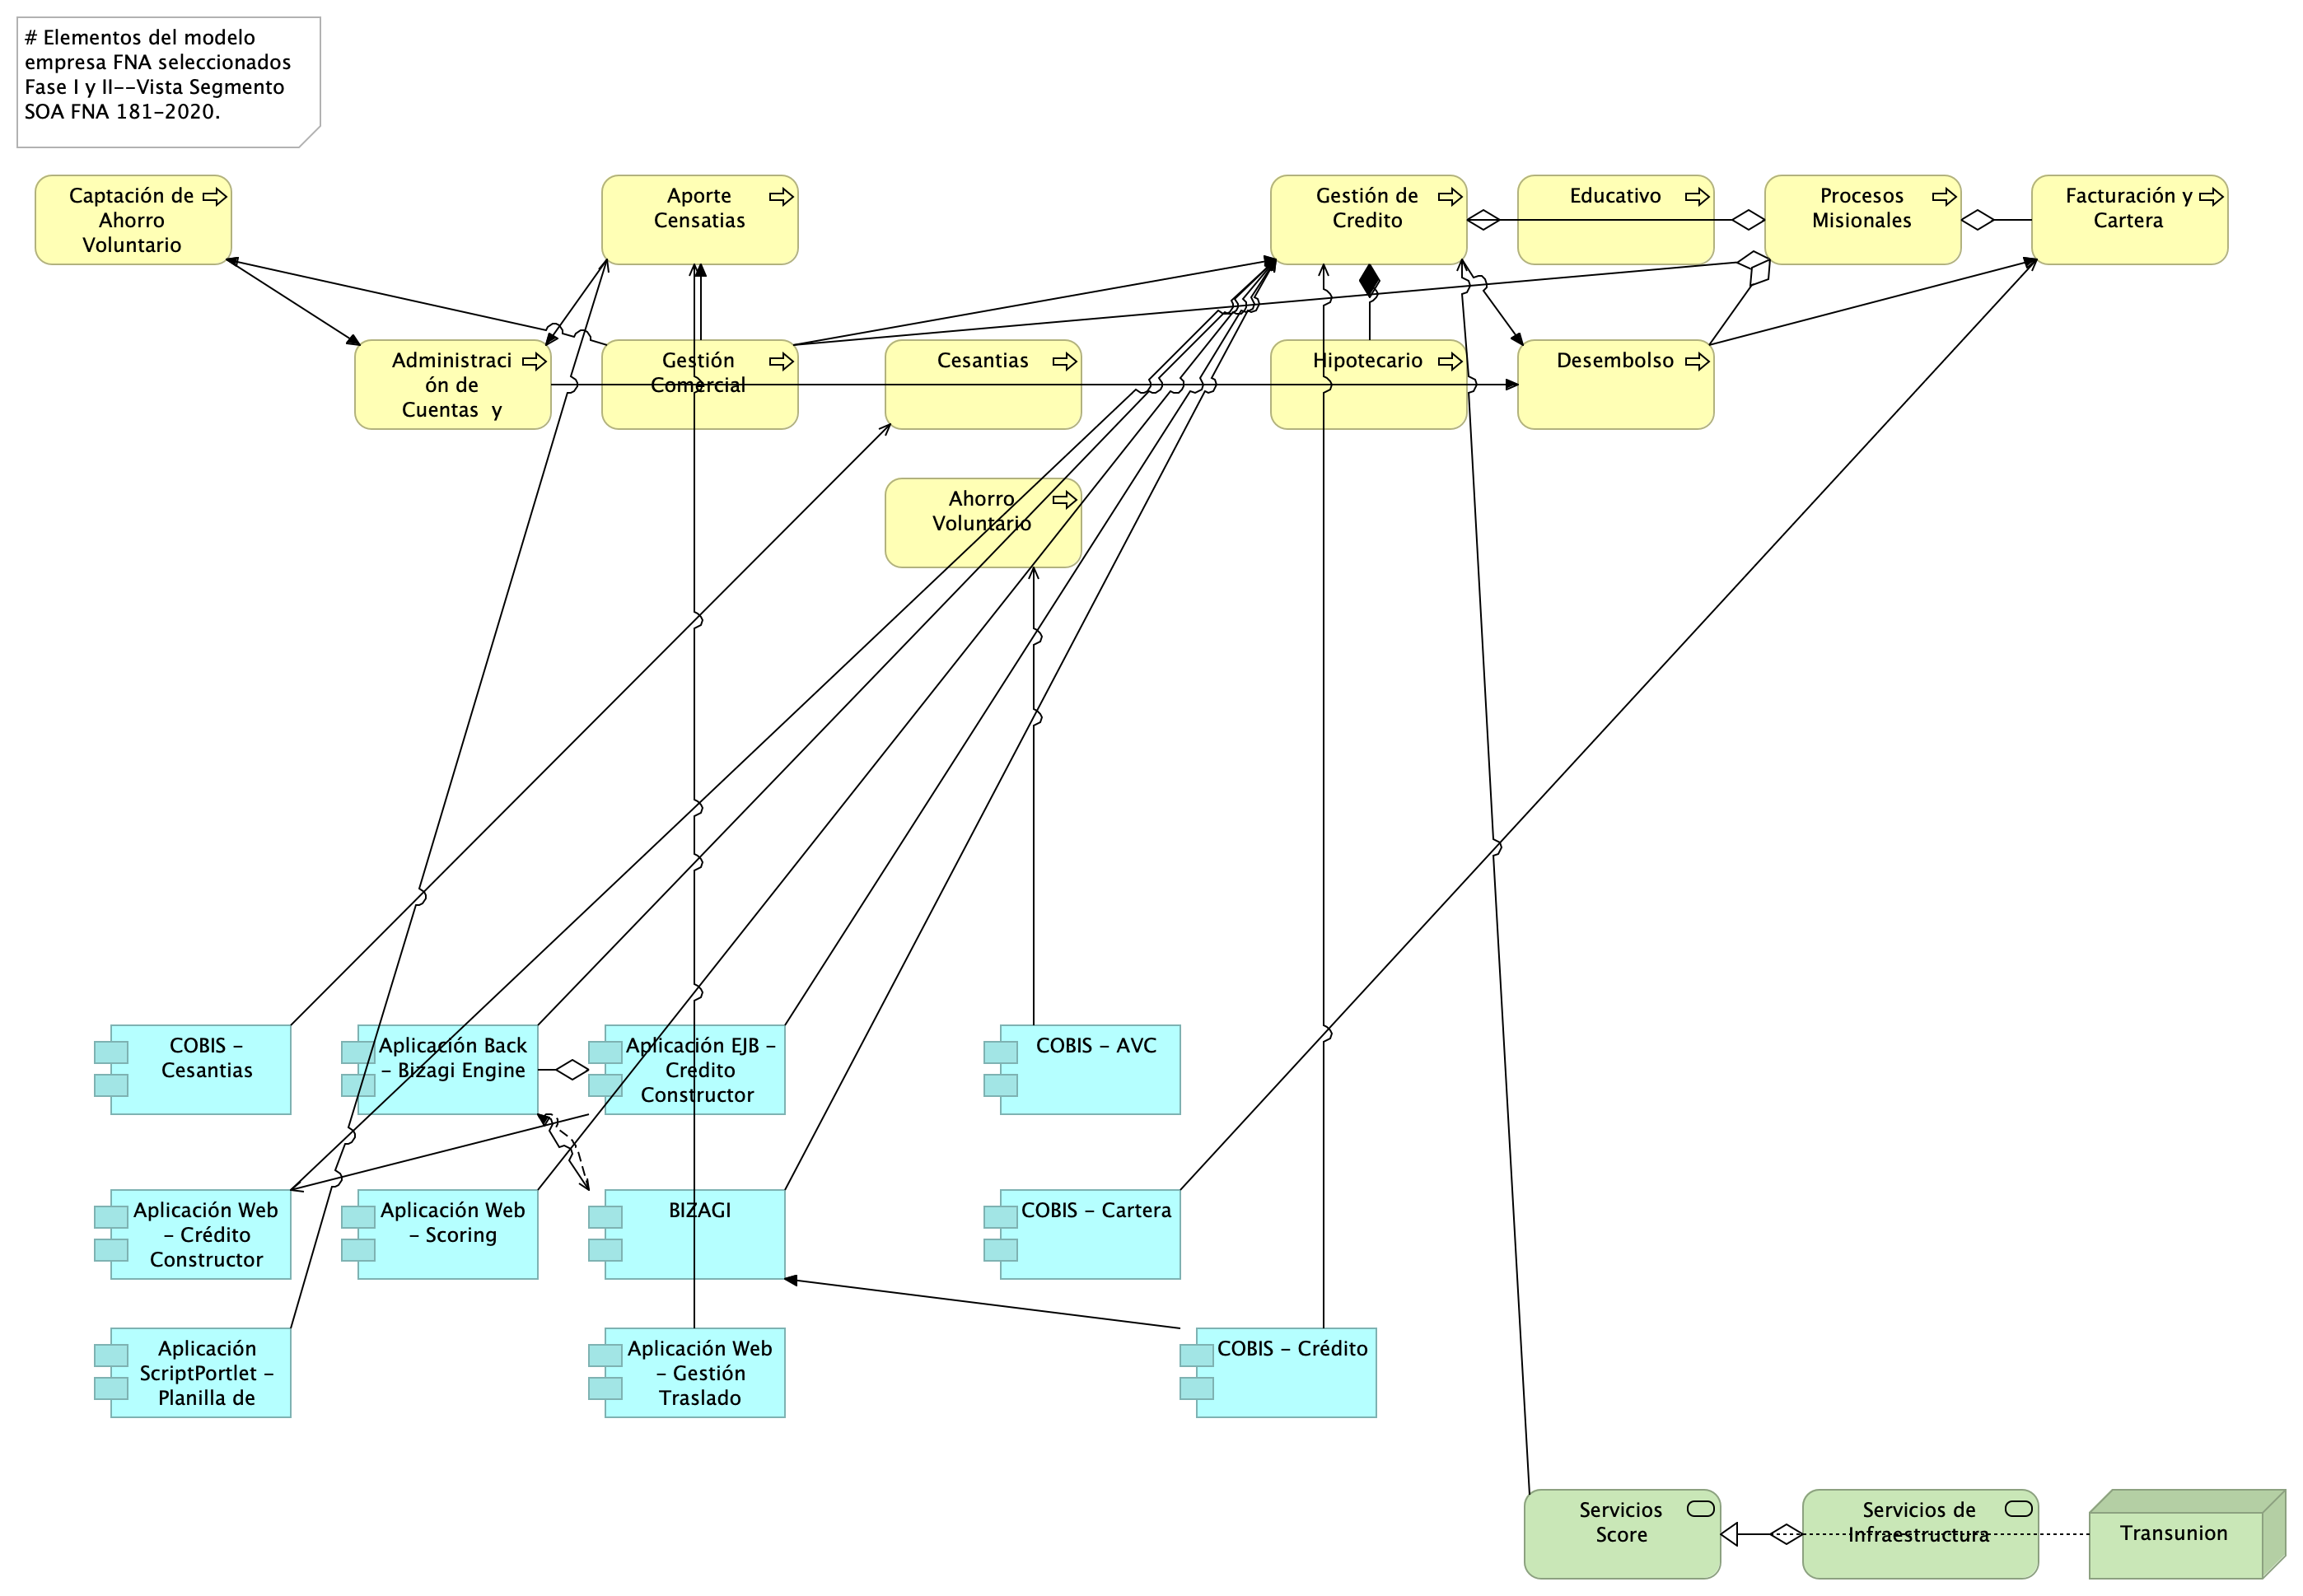 # Elementos del modelo
empresa FNA seleccionados
Fase I y II--Vista Segmento
SOA FNA 181-2020.
Captación de
Ahorro
Voluntario
Aporte
Censatias
Gestión de
Credito
Educativo
Procesos
Misionales
Facturación y
Cartera
Administraci
ón de
Cuentas y
Gestión
Comercial
Cesantias
Hipotecario
Desembolso
Ahorro
Voluntario
COBIS -
Cesantias
Aplicación Back
- Bizagi Engine
Aplicación EJB -
Credito
Constructor
COBIS - AVC
Aplicación Web
- Crédito
Constructor
Aplicación Web
- Scoring
BIZAGI
COBIS - Cartera
Aplicación
ScriptPortlet -
Planilla de
Aplicación Web
- Gestión
Traslado
COBIS - Crédito
Servicios
Score
Servicios de
Infraestructura
Transunion